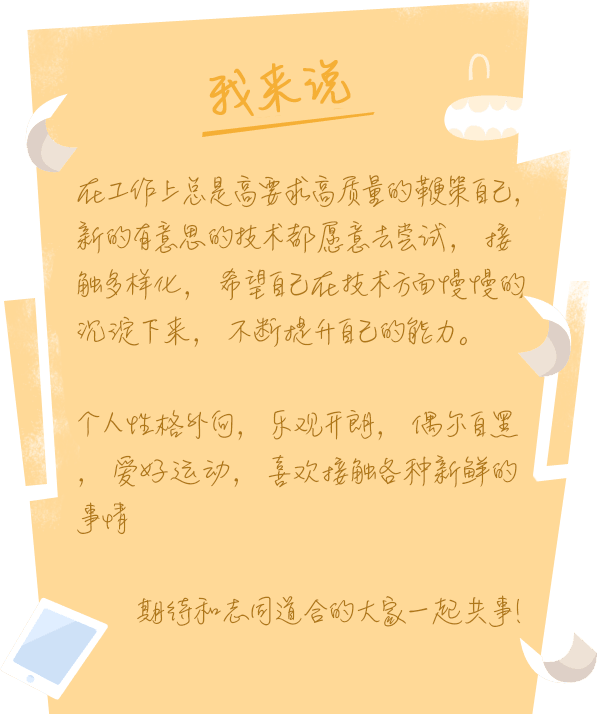 我来说
在工作上总是高要求高质量的鞭策自己，
新的有意思的技术都愿意去尝试， 接
触多样化， 希望自己在技术方面慢慢的
沉淀下来， 不断提升自己的能力。
个人性格外向， 乐观开朗， 偶尔自黑
， 爱好运动， 喜欢接触各种新鲜的
事情
期待和志同道合的大家一起共事！